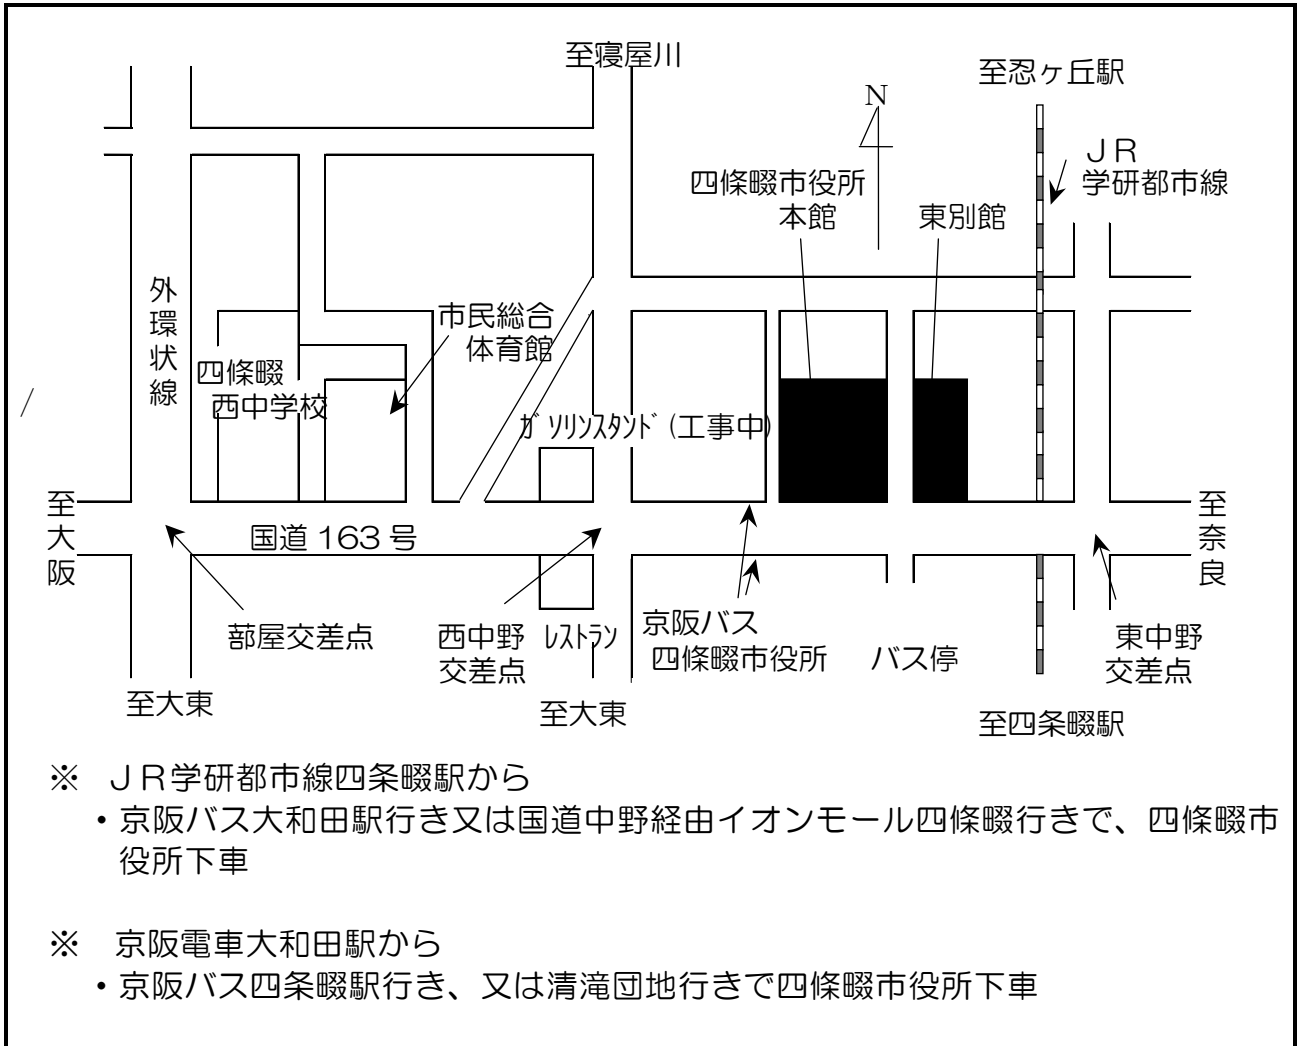 至寝屋川
至忍ヶ丘駅
N
JR
学研都市線
四條畷市役所
本館
東別館
外環状線
市民総合
体育館
四條畷
西中学校
ガソリンスタンド(工事中)
至大阪
国道163号
至奈良
部屋交差点
西中野
交差点
レストラン
京阪バス
四條畷市役所 バス停
東中野
交差点
至大東
至大東
至四条畷駅
※ JR学研都市線四条畷駅から
・京阪バス大和田駅行き又は国道中野経由イオンモール四條畷行きで、四條畷市
役所下車
※ 京阪電車大和田駅から
・京阪バス四条畷駅行き、又は清滝団地行きで四條畷市役所下車